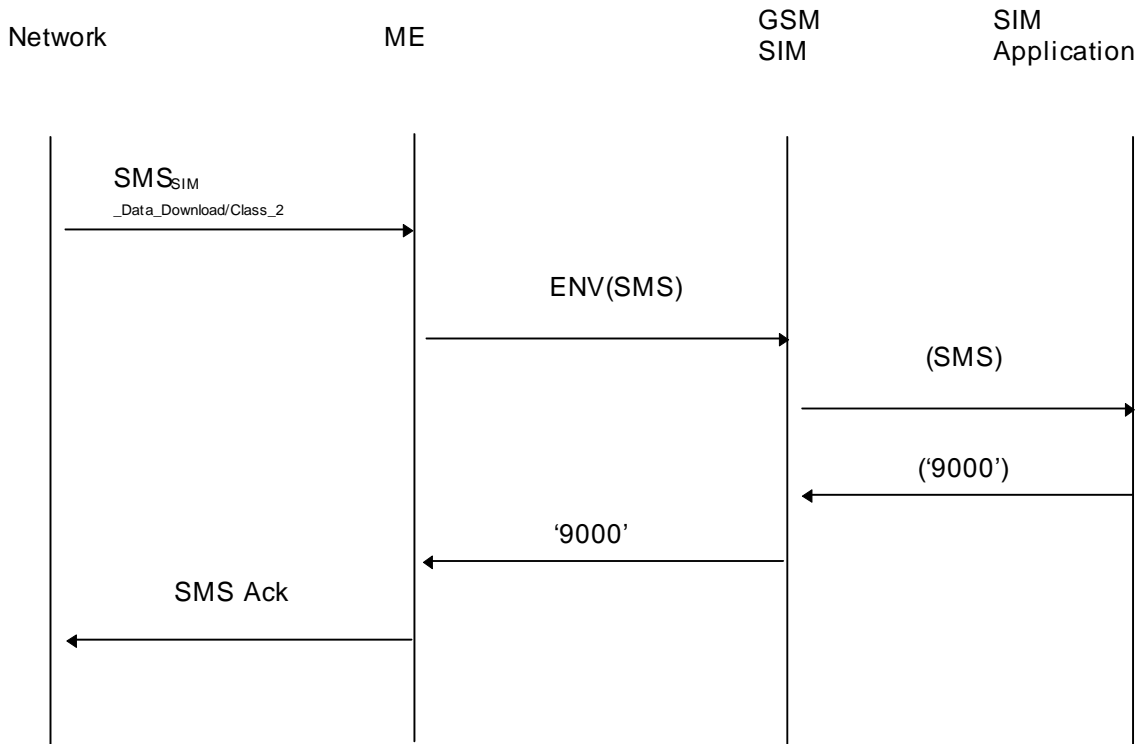 Network
ME
GSM
SIM
SIM
Application
SMSSIM
_Data_Download/Class_2
ENV(SMS)
(SMS)
(‘9000’)
‘9000’
SMS Ack